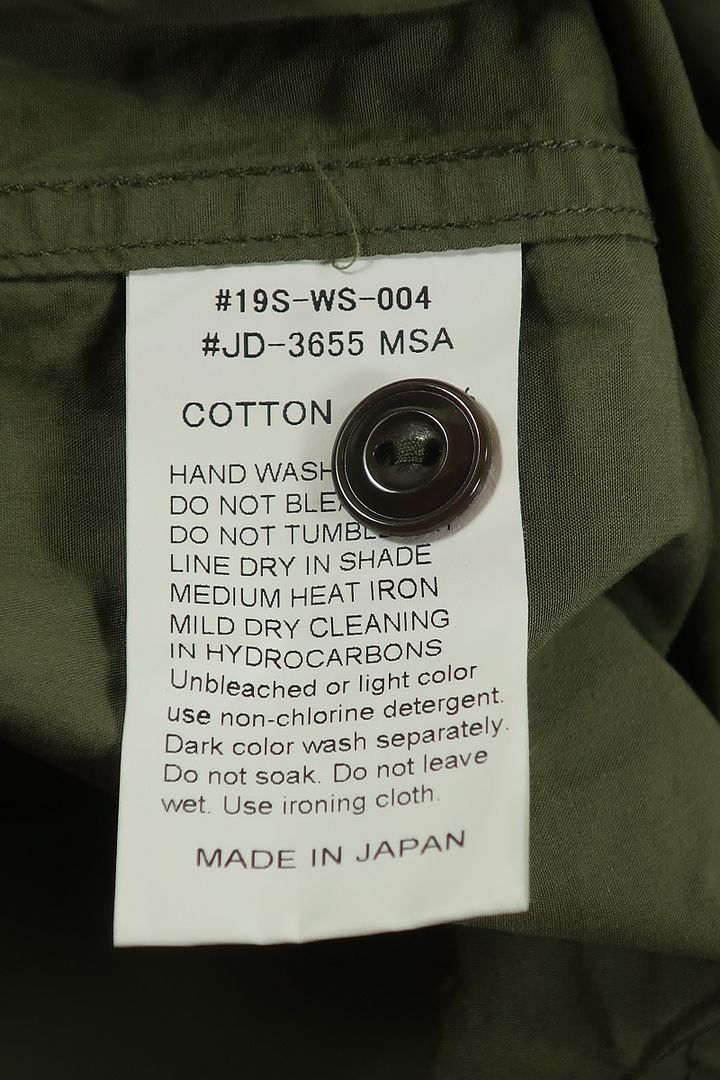 #19S-WS-004
#JD-3655 MSA
COTTON
HAND WASH
DO NOT
DO NOT TUMBLE
LINE DRY IN SHADE
MEDIUM HEAT IRON
MILD DRY CLEANING
IN HYDROCARBONS
Unbleached or light color
use non-chlorine detergent.
Dark color wash separately.
Do not soak. Do not leave
wet. Use ironing cloth.
MADE IN JAPAN